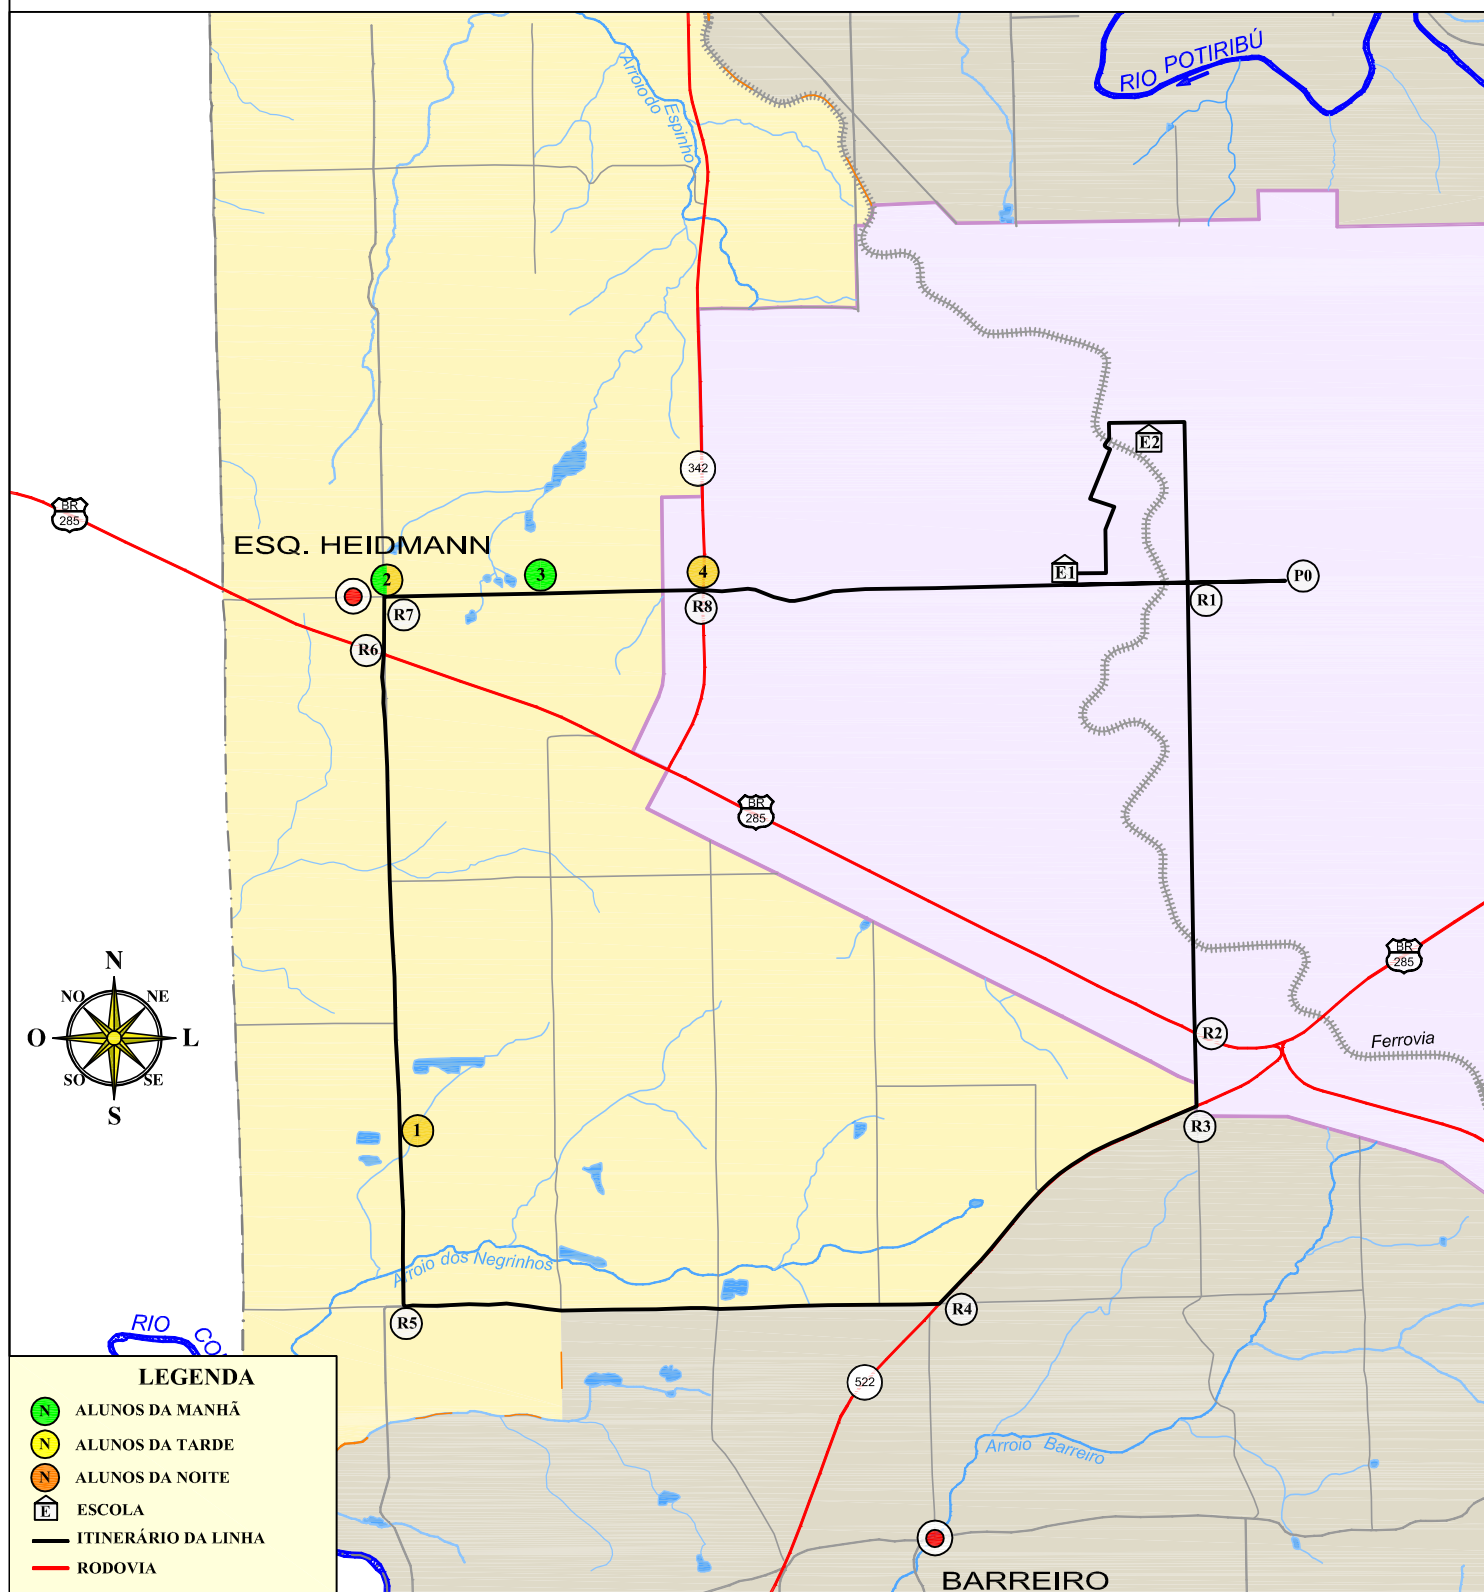 RIO POTIRIBÚ
Arroio do
Espinho
342
E2
BR
285
ESQ. HEIDMANN
2
3
4
E1
P0
R7
R8
R1
R6
BR
285
BR
285
N
NO
NE
O
L
SO
SE
S
R2
Ferrovia
1
R3
Arroio dos Negrinhos
R5
R4
RIO
522
LEGENDA
N ALUNOS DA MANHÃ
N ALUNOS DA TARDE
N ALUNOS DA NOITE
E ESCOLA
ITINERÁRIO DA LINHA
RODOVIA
Arroio Barreiro
BARREIRO